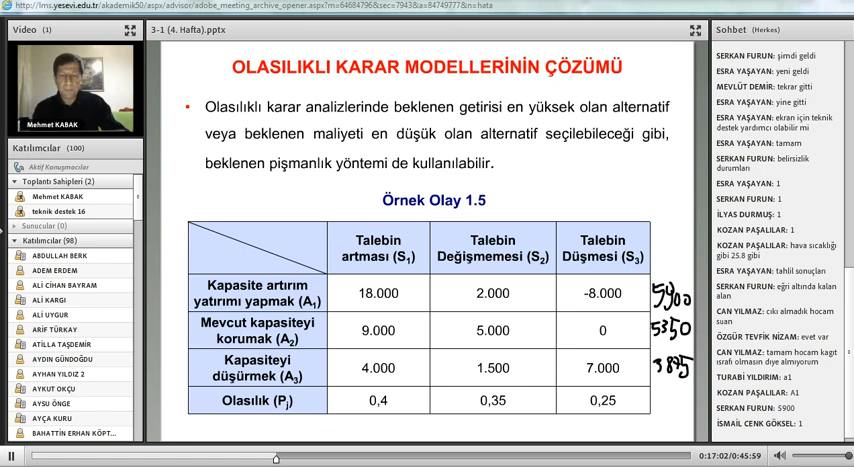 http://lms.yesevi.edu.tr/akademik50/aspx/advisor/adobe_meeting_archive_opener.aspx?m=64684796&sec=7943&a=84749777&n=hata
Video (1)
Mehmet KABAK
Katılımcılar (100)
Aktif Konuşmacılar
Toplantı Sahipleri (2)
Mehmet KABAK
teknik destek 16
Sunucular (0)
Katılımcılar (98)
ABDULLAH BERK
ADEM ERDEM
ALİ CİHAN BAYRAM
ALİ KARGI
ALİ UYGUR
ARİF TÜRKAY
ATİLLA TAŞDEMİR
AYDIN GÜNDOĞDU
AYHAN YILDIZ 2
AYKUT OKÇU
AYSU ÖNGE
AYÇA KURU
BAHATTİN ERHAN KÖPT...
3-1 (4. Hafta).pptx
OLASILIKLI KARAR MODELLERİNİN ÇÖZÜMÜ
• Olasılıklı karar analizlerinde beklenen getirisi en yüksek olan alternatif
veya beklenen maliyeti en düşük olan alternatif seçilebileceği gibi,
beklenen pişmanlık yöntemi de kullanılabilir.
Örnek Olay 1.5
Talebin artması (S1) Talebin Değişmemesi (S2) Talebin Düşmesi (S3)
Kapasite artırım yatırımı yapmak (A1) 18.000 2.000 -8.000 5900
Mevcut kapasiteyi korumak (A2) 9.000 5.000 0 5350
Kapasiteyi düşürmek (A3) 4.000 1.500 7.000 3875
Olasılık (Pj) 0,4 0,35 0,25
Sohbet (Herkes)
SERKAN FURUN: şimdi geldi
ESRA YAŞAYAN: yeni geldi
MEVLÜT DEMİR: tekrar gitti
ESRA YAŞAYAN: yine gitti
ESRA YAŞAYAN: ekran için teknik
destek yardımcı olabilir mi
ESRA YAŞAYAN: tamam
SERKAN FURUN: belirsizlik
durumları
ESRA YAŞAYAN: 1
SERKAN FURUN: 1
İLYAS DURMUŞ: 1
KOZAN PAŞALILAR: 1
KOZAN PAŞALILAR: hava sıcaklığı
gibi 25.8 gibi
ESRA YAŞAYAN: tahlil sonuçları
SERKAN FURUN: eğri altında kalan
alan
CAN YILMAZ: cıkı almadık hocam
suan
ÖZGÜR TEVFİK NİZAM: evet var
CAN YILMAZ: tamam hocam kagıt
ısrafı olmasın dıye almıyorum
TURABİ YILDIRIM: a1
KOZAN PAŞALILAR: A1
SERKAN FURUN: 5900
İSMAİL CENK GÖKSEL: 1
0:17:02/0:45:59